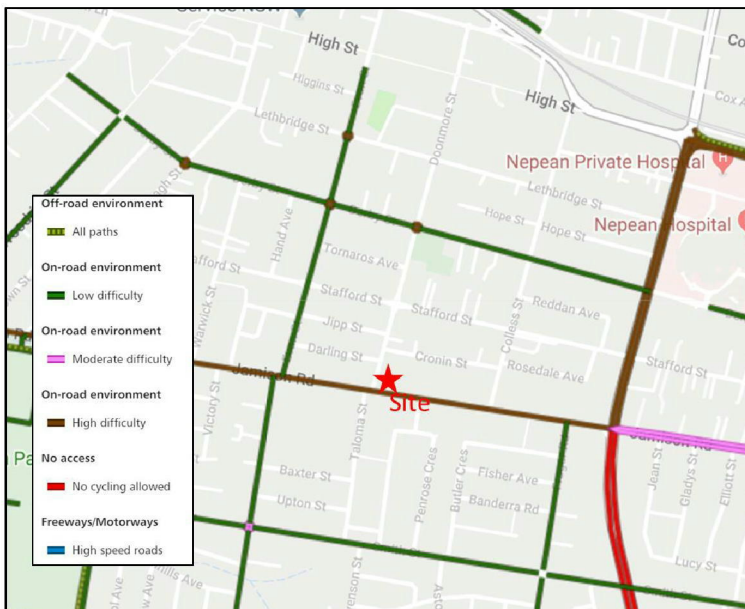 High St
Higgins St
High St
Cox A
Lethbridge St
Doonmore St
Nepean Private Hospital
H
Lethbridge St
Hope St
Hope St
Nepean Hospital
Hand Ave
Tornaros Ave
Off-road environment
All paths
On-road environment
Low difficulty
On-road environment
Moderate difficulty
On-road environment
High difficulty
No access
No cycling allowed
Freeways/Motorways
High speed roads
Stafford St
Stafford St
Reddan Ave
Colless St
Warwick St
Jipp St
Stafford St
Darling St
Cronin St
Rosedale Ave
Jamison Rd
Site
Jamison Rd
Victory St
Taloma St
Penrose Cres
Butler Cres
Jean St
Gladys St
Elliott St
Baxter St
Fisher Ave
Upton St
Banderra Rd
Lucy St